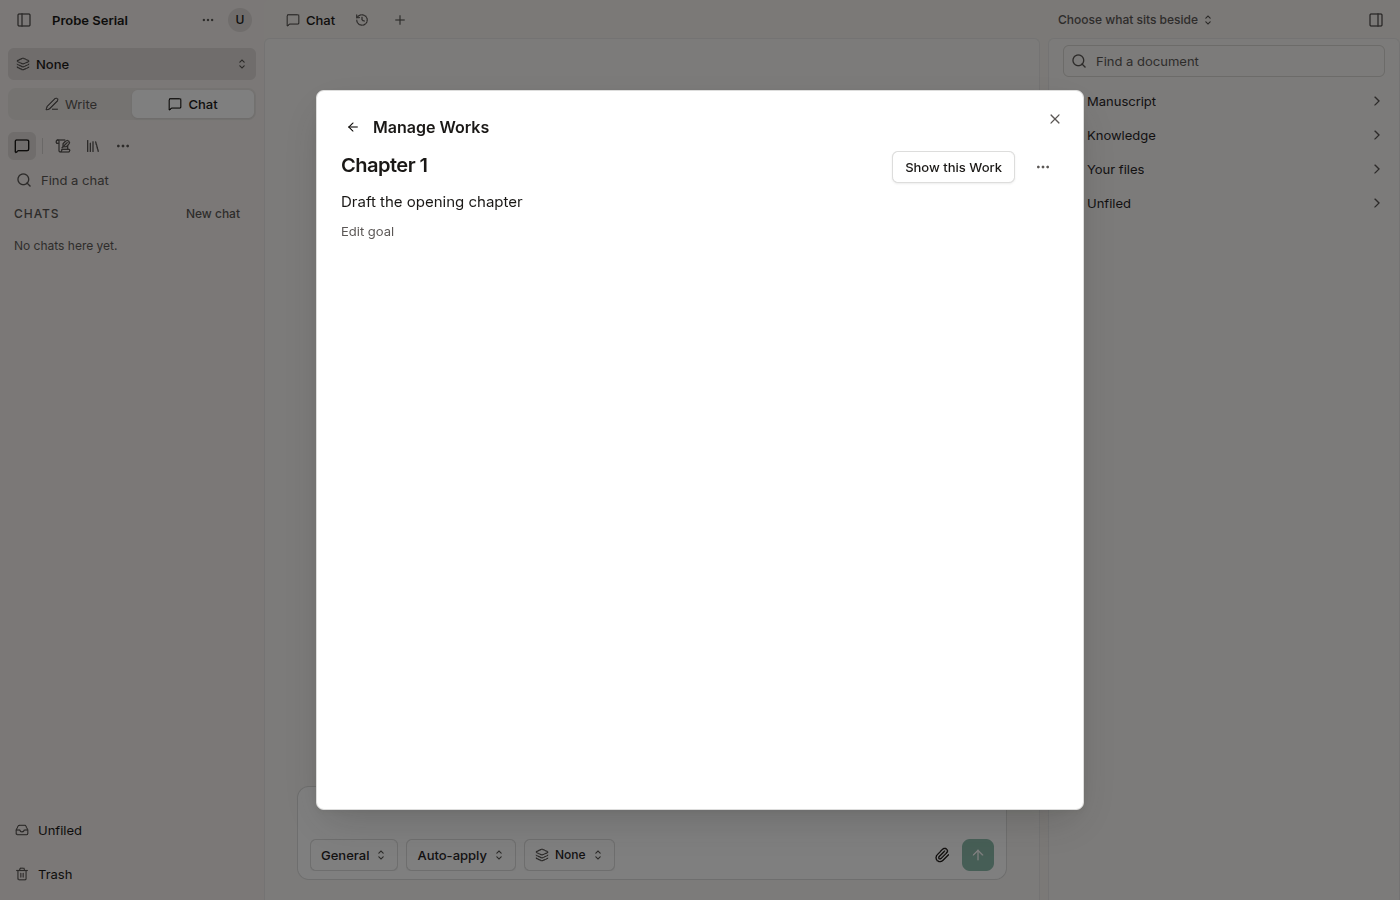 Probe Serial
U
Chat
Choose what sits beside
None
Write
Chat
Find a chat
CHATS
New chat
No chats here yet.
Unfiled
Trash
Manage Works
Chapter 1
Show this Work
Draft the opening chapter
Edit goal
General
Auto-apply
None
Find a document
Manuscript
Knowledge
Your files
Unfiled